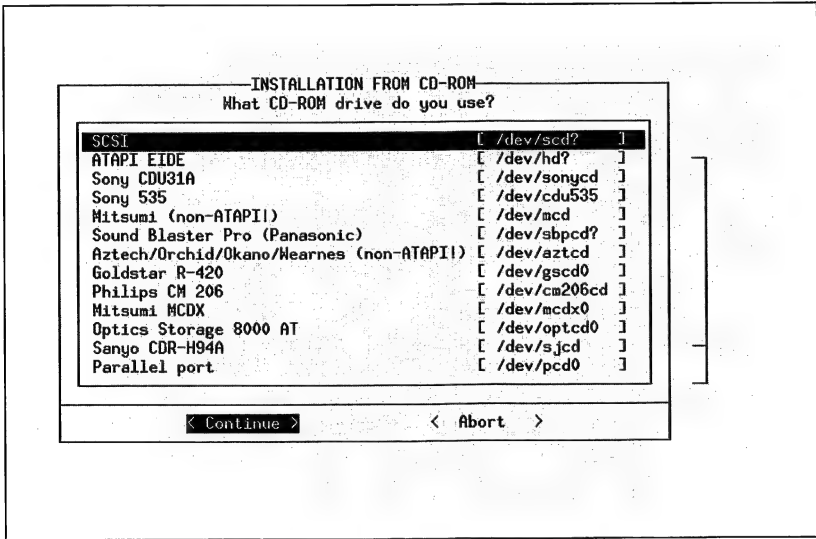 INSTALLATION FROM CD-ROM
What CD-ROM drive do you use?
SCSI [ /dev/scd? ]
ATAPI EIDE [ /dev/hd? ]
Sony CDU31A [ /dev/sonycd ]
Sony 535 [ /dev/cdu535 ]
Mitsumi (non-ATAPI!) [ /dev/mcd ]
Sound Blaster Pro (Panasonic) [ /dev/sbpcd? ]
Aztech/Orchid/Okano/Wearnes (non-ATAPI!) [ /dev/aztcd ]
Goldstar R-420 [ /dev/gscd0 ]
Philips CM 206 [ /dev/cm206cd ]
Mitsumi MCDX [ /dev/mcdx0 ]
Optics Storage 8000 AT [ /dev/optcd0 ]
Sanyo CDR-H94A [ /dev/sjcd ]
Parallel port [ /dev/pcd0 ]
< Continue > < Abort >